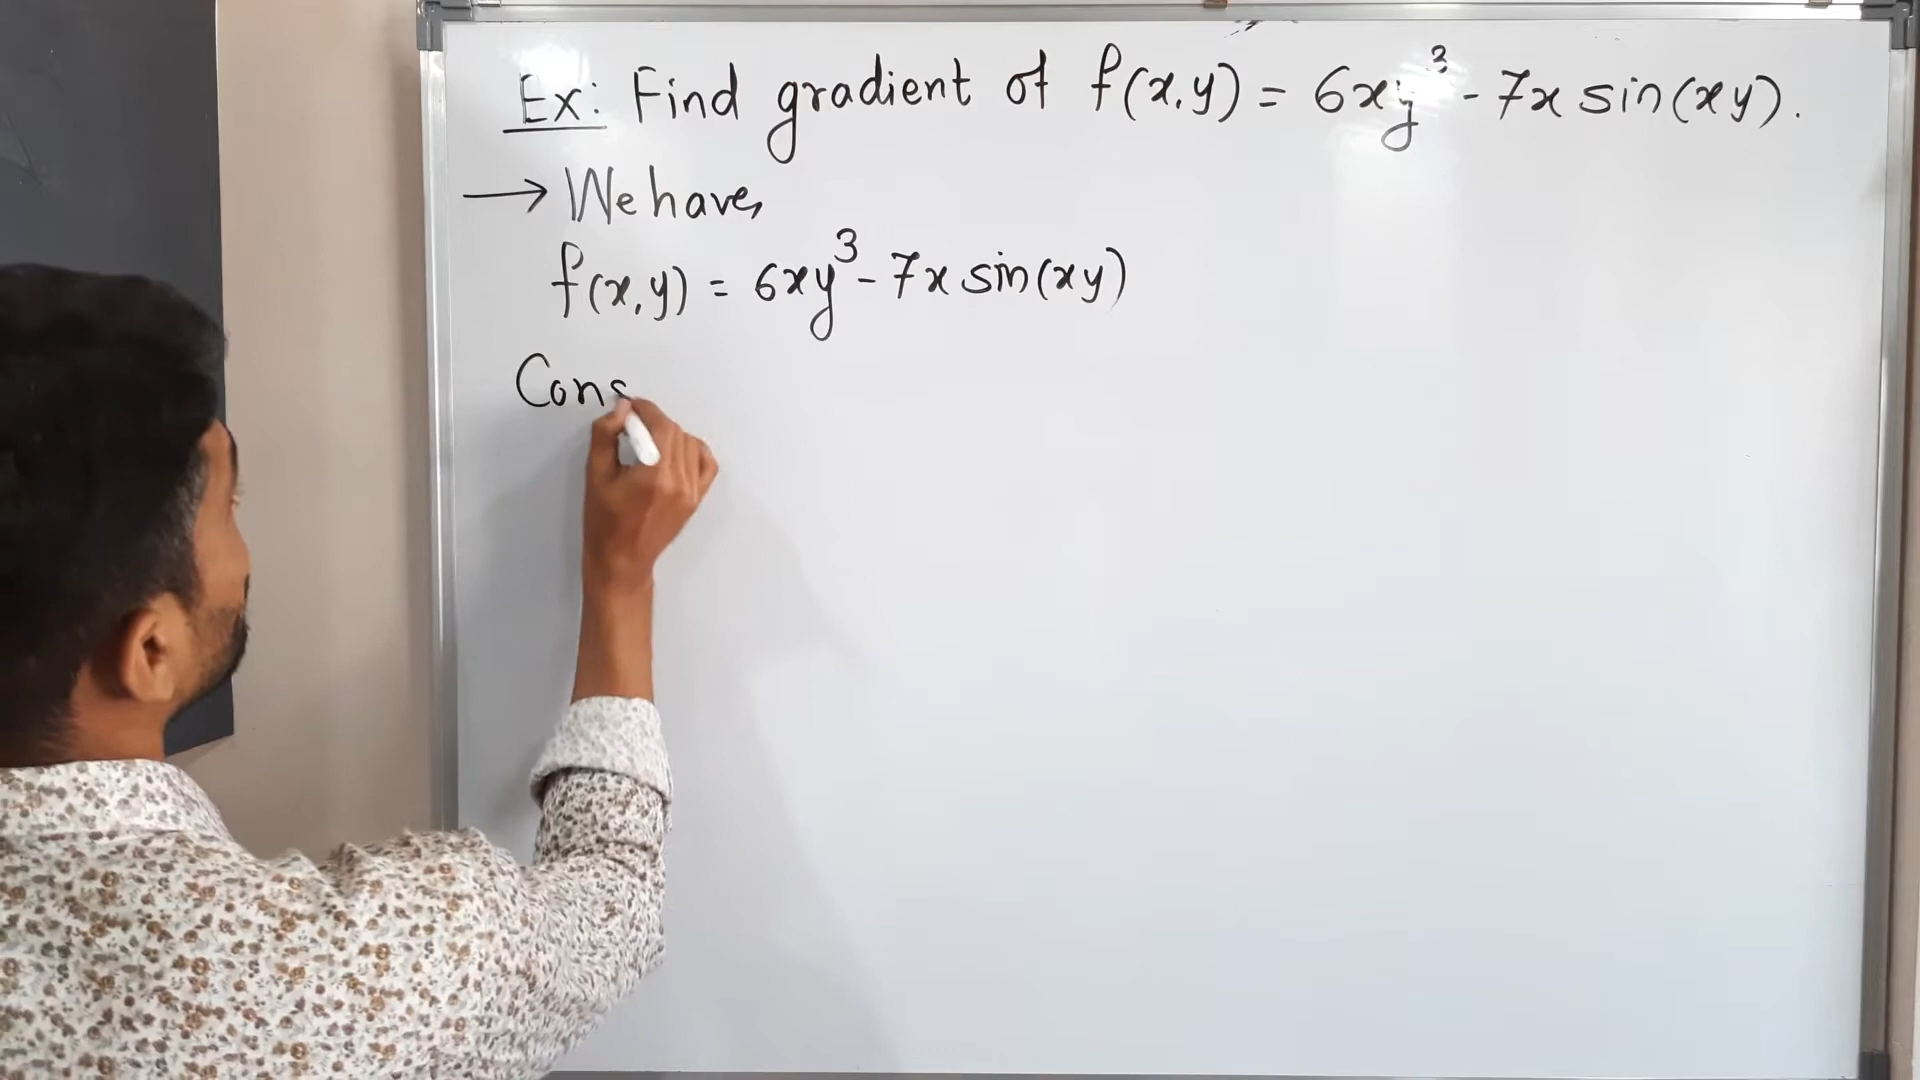 Ex: Find gradient of f(x,y) = 6xy³ - 7x sin(xy).
→ We have,
f(x,y) = 6xy³ - 7x sin(xy)
Cons